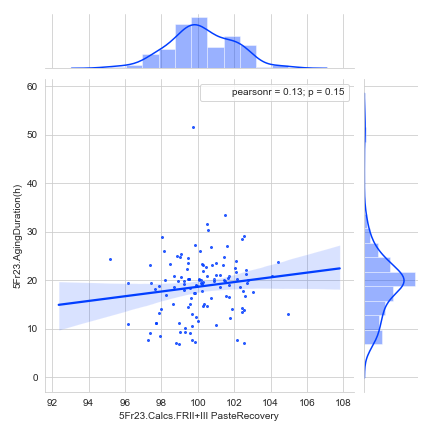 pearsonr = 0.13; p = 0.15
60
50
40
30
20
10
0
5Fr23.AgingDuration(h)
92 94 96 98 100 102 104 106 108
5Fr23.Calcs.FRII+III PasteRecovery